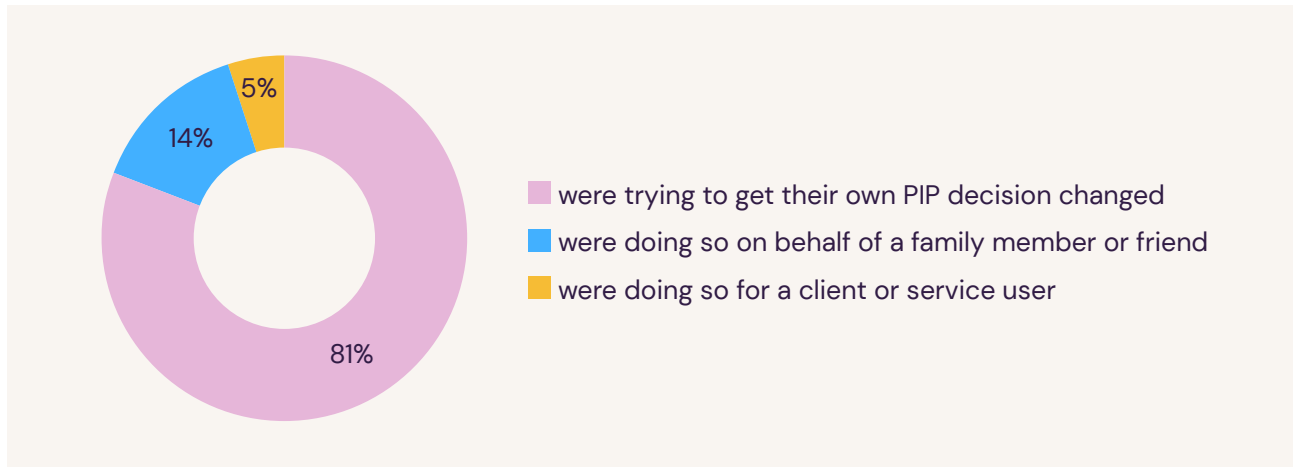 5%
14%
were trying to get their own PIP decision changed
were doing so on behalf of a family member or friend
were doing so for a client or service user
81%